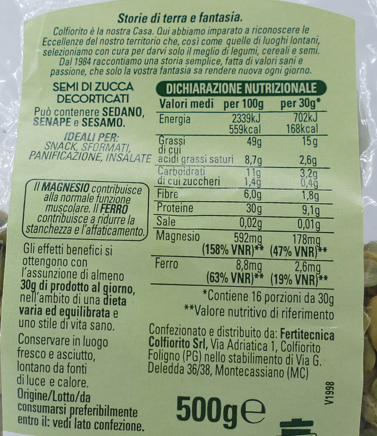 Storie di terra e fantasia.
Colfiorito è la nostra Casa. Qui abbiamo imparato a riconoscere le
Eccellenze del nostro territorio che, così come quelle di luoghi lontani,
selezioniamo con cura per darvi solo il meglio di legumi, cereali e semi.
Dal 1984 raccontiamo una storia semplice, fatta di valori sani e
passione, che solo la vostra fantasia sa rendere nuova ogni giorno.
SEMI DI ZUCCA
DECORTICATI
Può contenere SEDANO,
SENAPE e SESAMO.
IDEALI PER:
SNACK, SFORMATI,
PANIFICAZIONE, INSALATE
Il MAGNESIO contribuisce
alla normale funzione
muscolare. Il FERRO
contribuisce a ridurre la
stanchezza e l'affaticamento.
Gli effetti benefici si
ottengono con
l'assunzione di almeno
30g di prodotto al giorno,
nell'ambito di una dieta
varia ed equilibrata e
uno stile di vita sano.
Conservare in luogo
fresco e asciutto,
lontano da fonti
di luce e calore.
Origine/Lotto/da
consumarsi preferibilmente
entro il: vedi lato confezione.
DICHIARAZIONE NUTRIZIONALE
Valori medi per 100g per 30g*
Energia 2339kJ 702kJ
559kcal 168kcal
Grassi 49g 15g
di cui
acidi grassi saturi 8,7g 2,6g
Carboidrati 11g 3,2g
di cui zuccheri 1,4g 0,4g
Fibre 6,0g 1,8g
Proteine 30g 9,1g
Sale 0,02g 0,01g
Magnesio 592mg 178mg
(158% VNR)** (47% VNR)**
Ferro 8,8mg 2,6mg
(63% VNR)** (19% VNR)**
*Contiene 16 porzioni da 30g
**Valore nutritivo di riferimento
Confezionato e distribuito da: Fertitecnica
Colfiorito Srl, Via Adriatica 1, Colfiorito
Foligno (PG) nello stabilimento di Via G.
Deledda 36/38, Montecassiano (MC)
500g℮
V1998